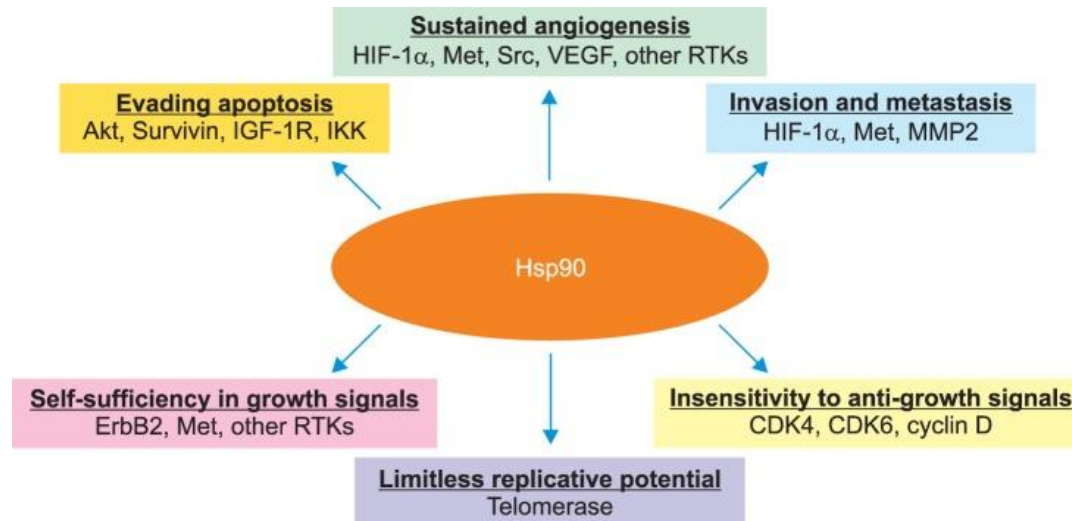 Sustained angiogenesis
HIF-1α, Met, Src, VEGF, other RTKs
Evading apoptosis
Akt, Survivin, IGF-1R, IKK
Invasion and metastasis
HIF-1α, Met, MMP2
Hsp90
Self-sufficiency in growth signals
ErbB2, Met, other RTKs
Insensitivity to anti-growth signals
CDK4, CDK6, cyclin D
Limitless replicative potential
Telomerase